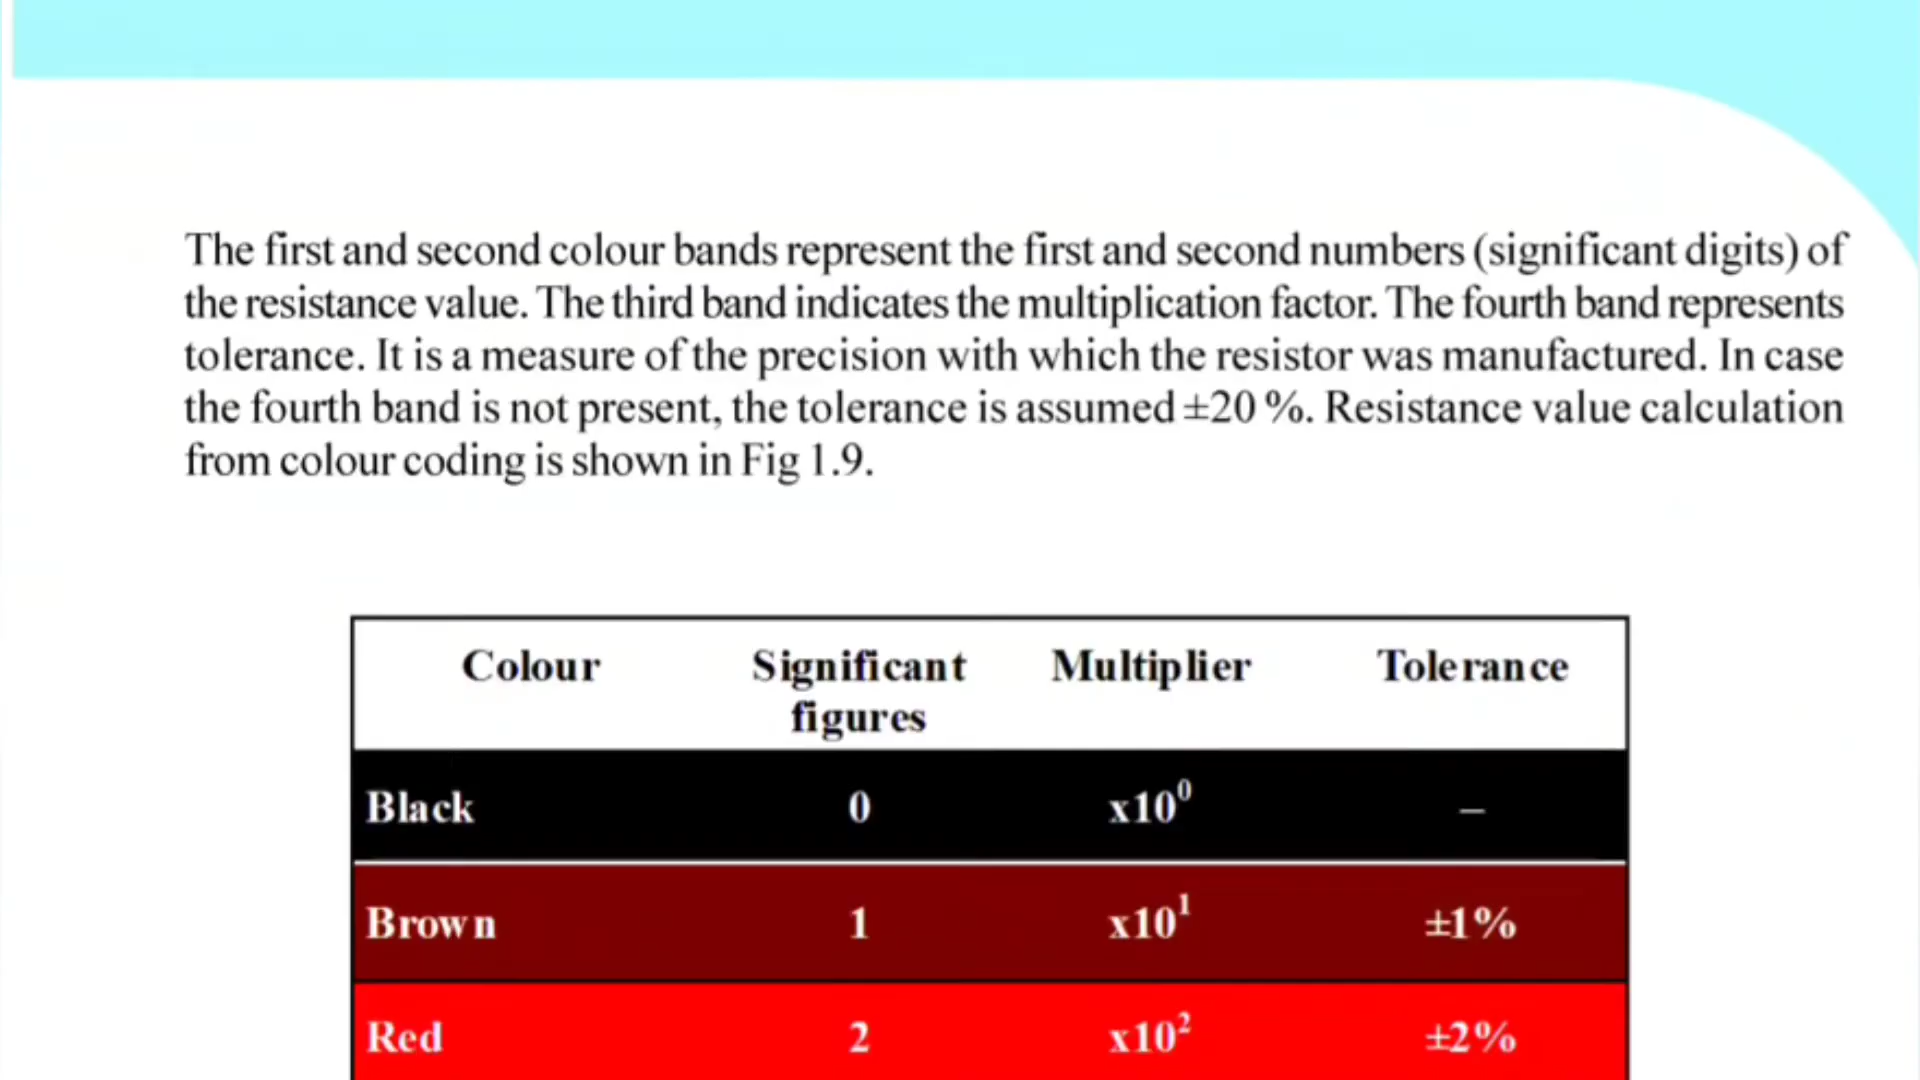 The first and second colour bands represent the first and second numbers (significant digits) of
the resistance value. The third band indicates the multiplication factor. The fourth band represents
tolerance. It is a measure of the precision with which the resistor was manufactured. In case
the fourth band is not present, the tolerance is assumed ±20 %. Resistance value calculation
from colour coding is shown in Fig 1.9.
Colour Significant figures Multiplier Tolerance
Black 0 x10⁰ –
Brown 1 x10¹ ±1%
Red 2 x10² ±2%